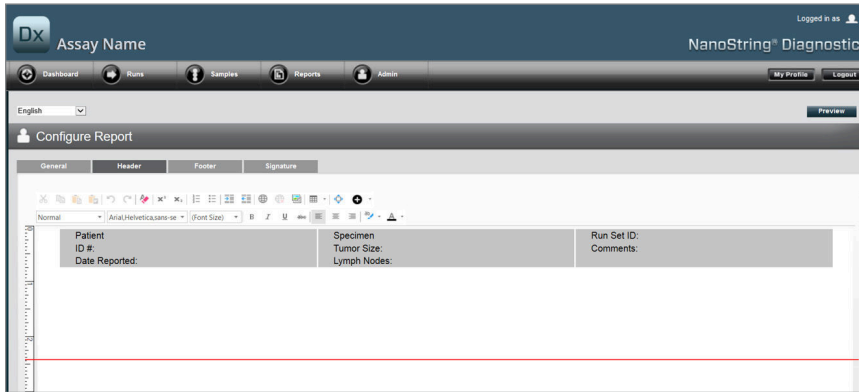 Logged in as
Dx
Assay Name
NanoString® Diagnostic
Dashboard
Runs
Samples
Reports
Admin
My Profile
Logout
English
Preview
Configure Report
General
Header
Footer
Signature
Normal
Arial,Helvetica,sans-se
(Font Size)
B I U abc
A
Patient
Specimen
Run Set ID:
ID #:
Tumor Size:
Comments:
Date Reported:
Lymph Nodes: